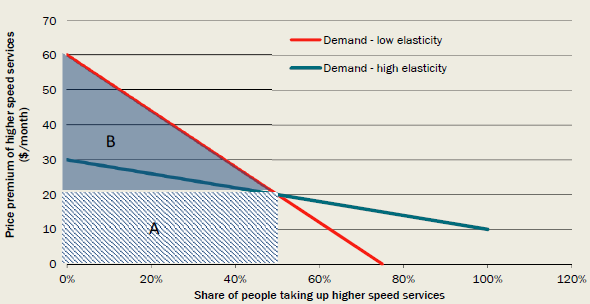 Price premium of higher speed services
($/month)
70
60
50
40
30
20
10
0
Demand - low elasticity
Demand - high elasticity
B
A
0%
20%
40%
60%
80%
100%
120%
Share of people taking up higher speed services